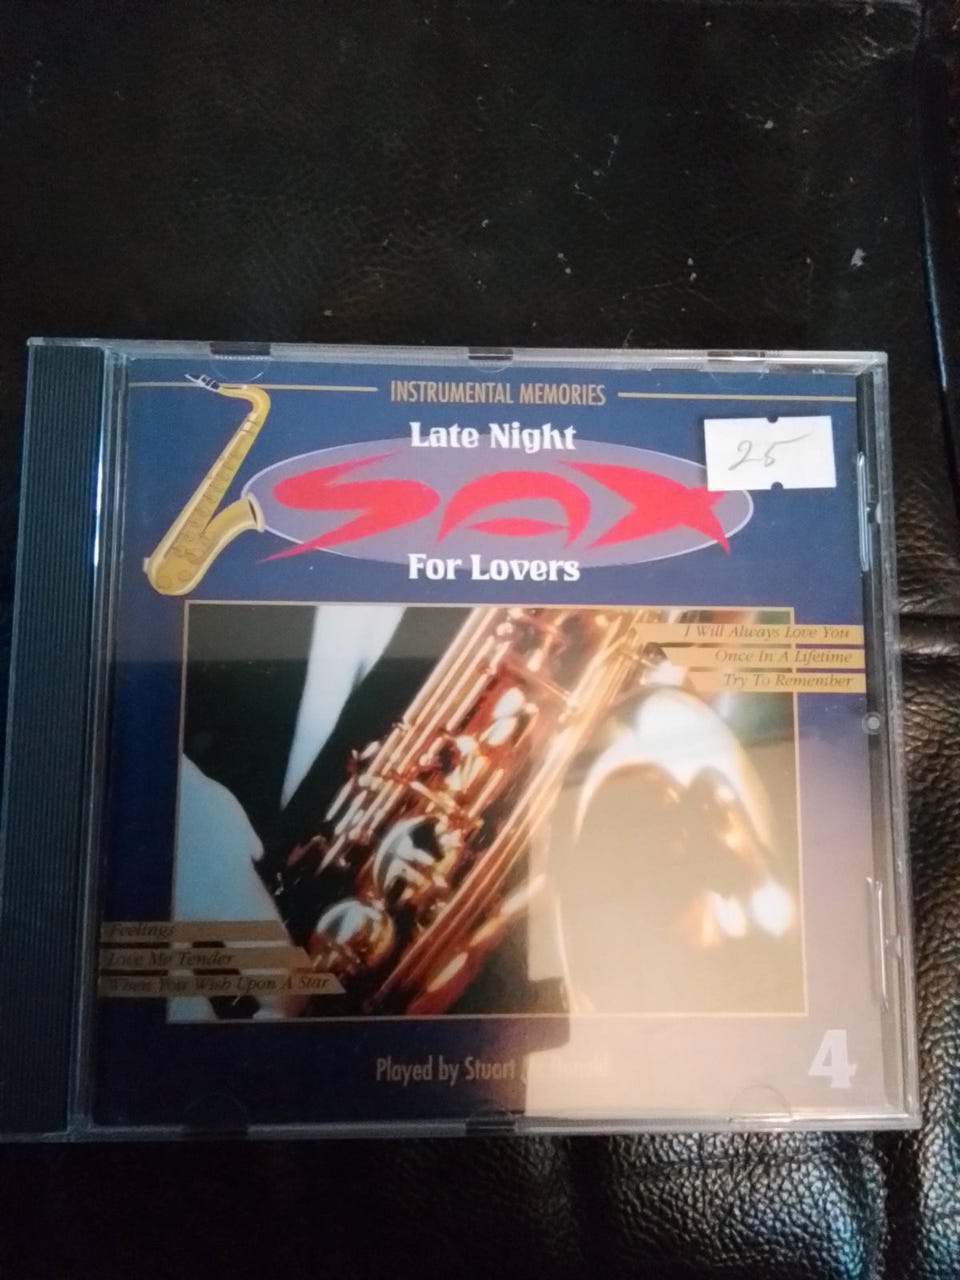 INSTRUMENTAL MEMORIES
Late Night
SAX
For Lovers
25
I Will Always Love You
Once In A Lifetime
Try To Remember
Feelings
Love Me Tender
When You Wish Upon A Star
Played by Stuart
4